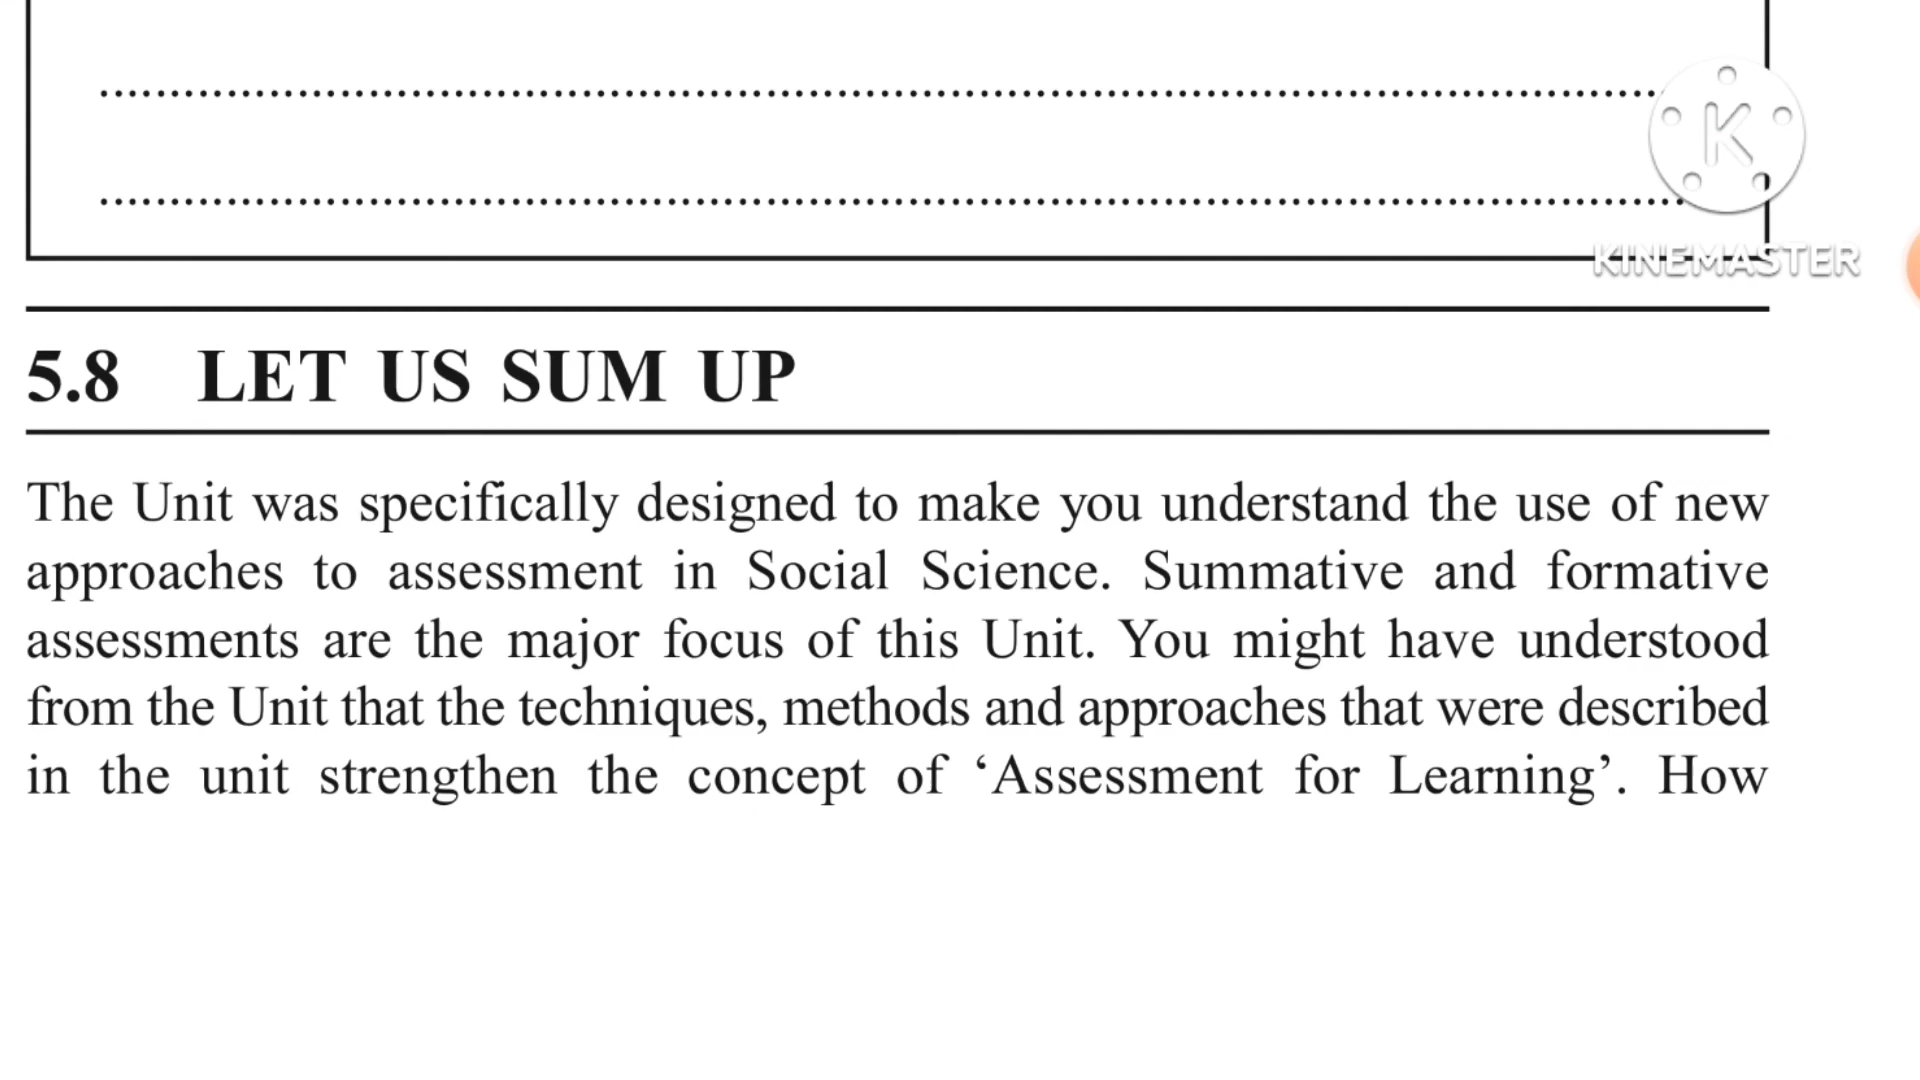 K
KINEMASTER
5.8 LET US SUM UP
The Unit was specifically designed to make you understand the use of new
approaches to assessment in Social Science. Summative and formative
assessments are the major focus of this Unit. You might have understood
from the Unit that the techniques, methods and approaches that were described
in the unit strengthen the concept of ‘Assessment for Learning’. How